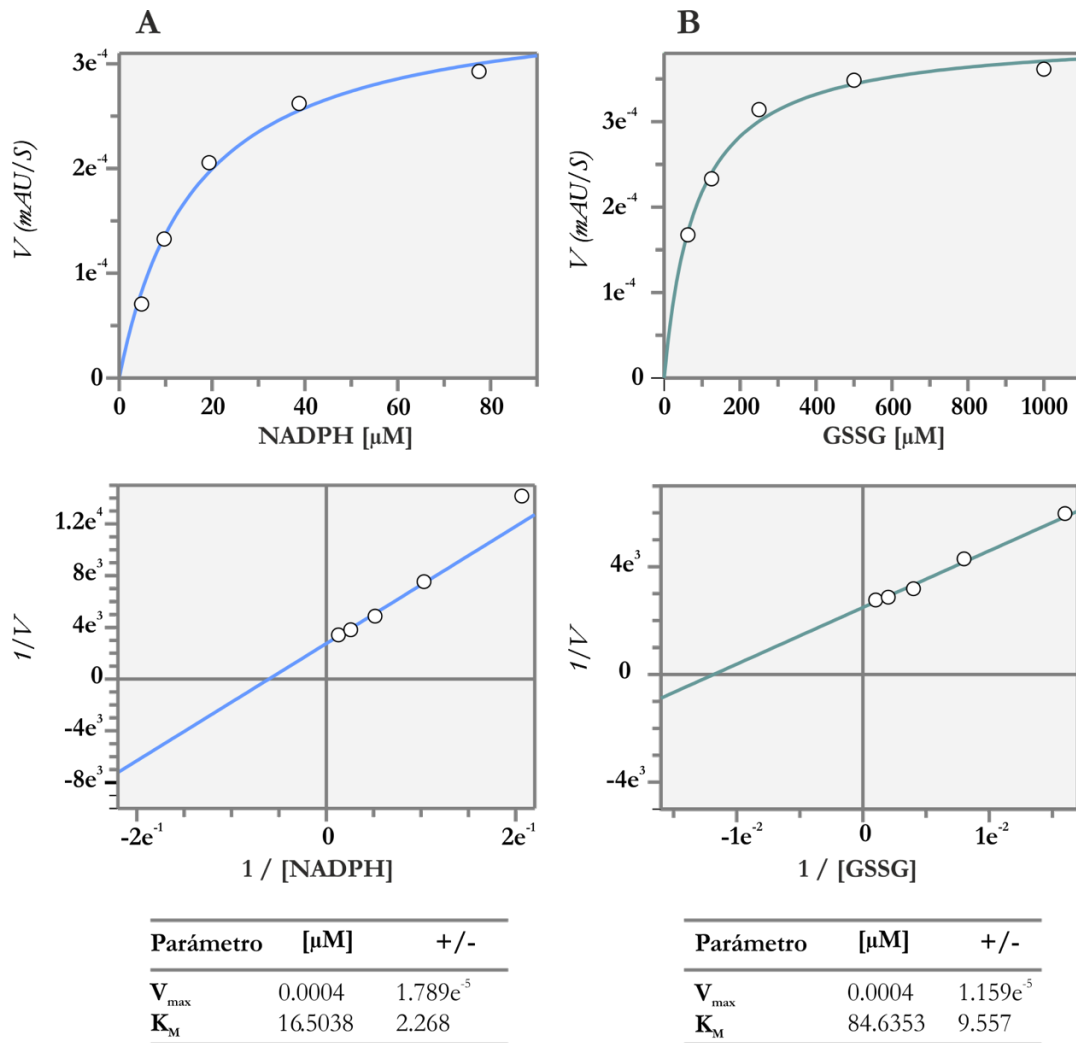 A
3e-4
2e-4
1e-4
0
V (mAU/S)
0 20 40 60 80
NADPH [µM]
B
3e-4
2e-4
1e-4
0
V (mAU/S)
0 200 400 600 800 1000
GSSG [µM]
1.2e4
8e3
4e3
0
-4e3
-8e3
1/V
-2e-1 0 2e-1
1 / [NADPH]
4e3
0
-4e3
1/V
-1e-2 0 1e-2
1 / [GSSG]
Parámetro [µM] +/-
Vmax 0.0004 1.789e-5
KM 16.5038 2.268
Parámetro [µM] +/-
Vmax 0.0004 1.159e-5
KM 84.6353 9.557